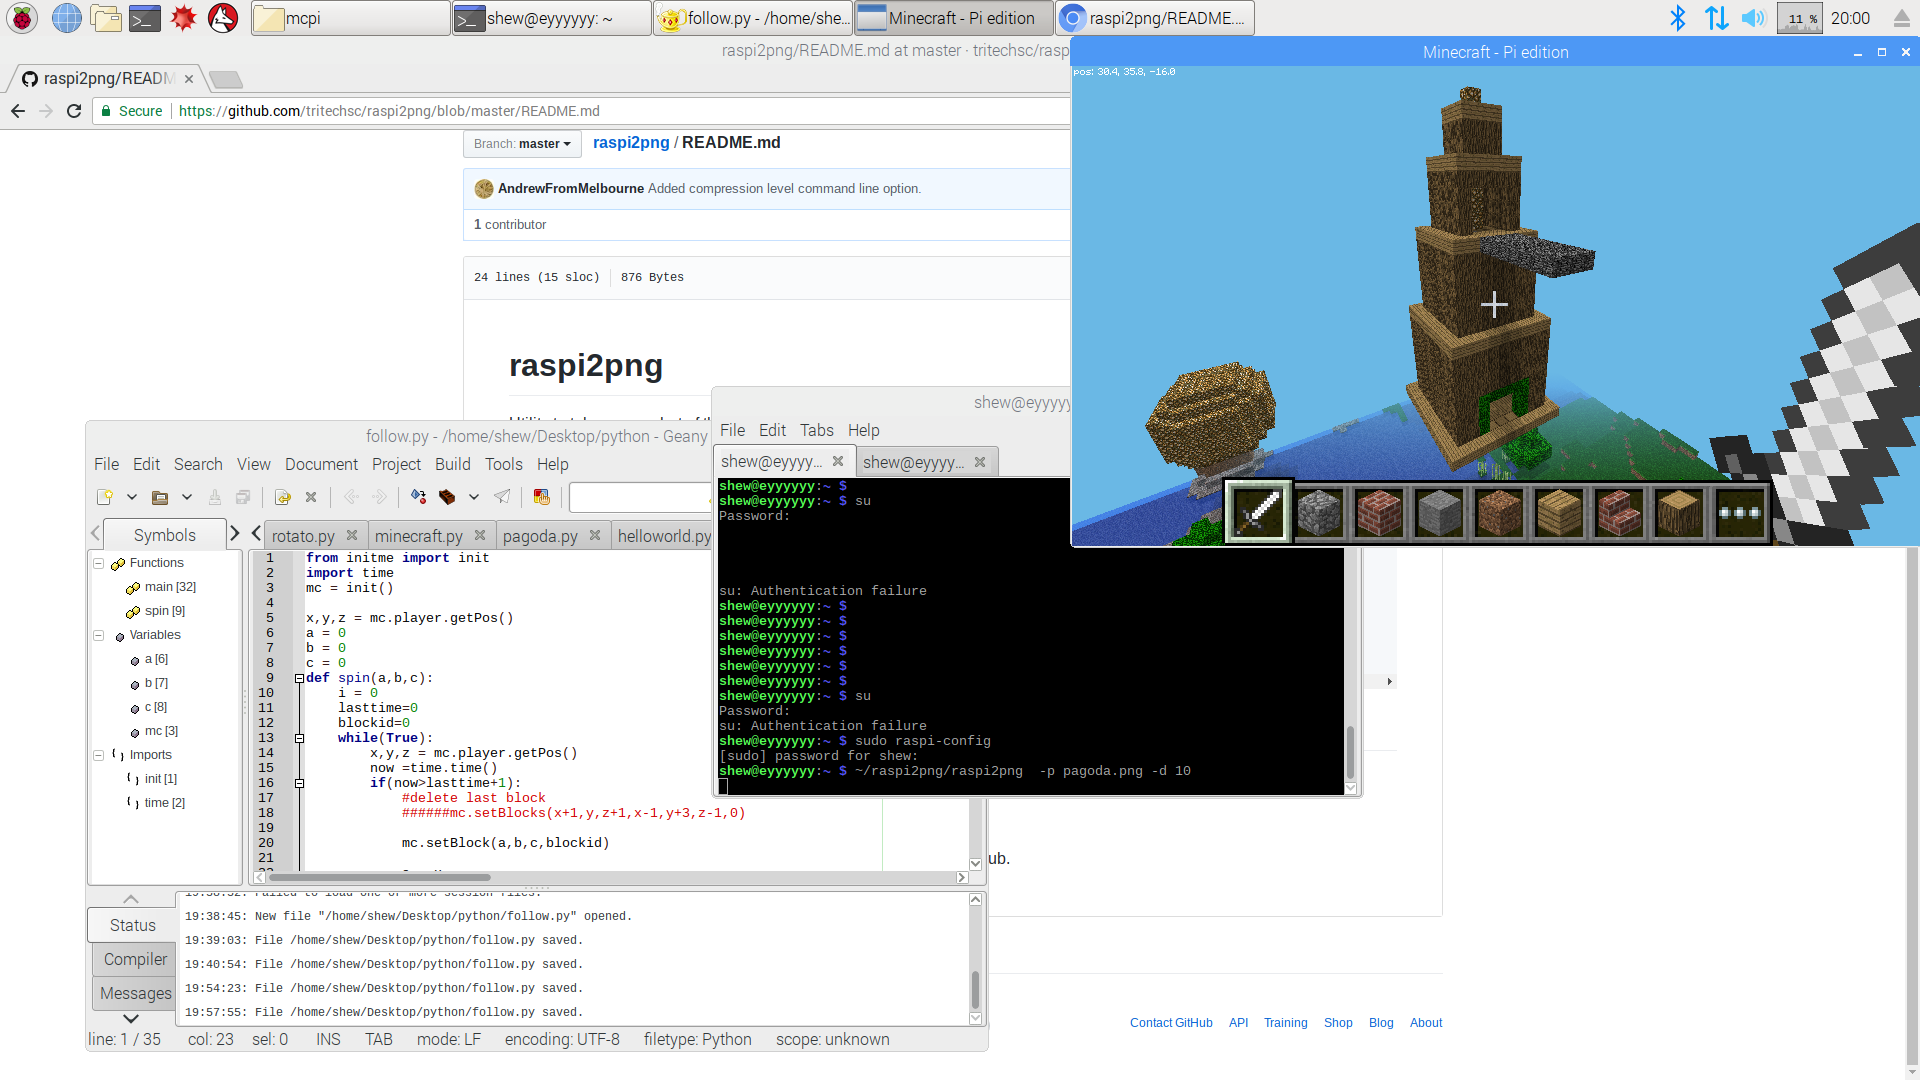 mcpi
shew@eyyyyyy: ~
follow.py - /home/she...
Minecraft - Pi edition
raspi2png/README....
11 %
20:00
raspi2png/README.md at master · tritechsc/rasp
Minecraft - Pi edition
raspi2png/READM
pos: 30.4, 35.8, -16.0
Secure
https://github.com/tritechsc/raspi2png/blob/master/README.md
Branch: master
raspi2png / README.md
AndrewFromMelbourne Added compression level command line option.
1 contributor
24 lines (15 sloc)
876 Bytes
raspi2png
shew@eyyyyy
File Edit Tabs Help
shew@eyyyy...
shew@eyyyy...
shew@eyyyyyy:~ $
shew@eyyyyyy:~ $ su
Password:
su: Authentication failure
shew@eyyyyyy:~ $
shew@eyyyyyy:~ $
shew@eyyyyyy:~ $
shew@eyyyyyy:~ $
shew@eyyyyyy:~ $
shew@eyyyyyy:~ $
shew@eyyyyyy:~ $ su
Password:
su: Authentication failure
shew@eyyyyyy:~ $ sudo raspi-config
[sudo] password for shew:
shew@eyyyyyy:~ $ ~/raspi2png/raspi2png  -p pagoda.png -d 10
follow.py - /home/shew/Desktop/python - Geany
File Edit Search View Document Project Build Tools Help
Symbols
rotato.py
minecraft.py
pagoda.py
helloworld.py
Functions
main [32]
spin [9]
Variables
a [6]
b [7]
c [8]
mc [3]
Imports
init [1]
time [2]
1 from initme import init
2 import time
3 mc = init()
4
5 x,y,z = mc.player.getPos()
6 a = 0
7 b = 0
8 c = 0
9 def spin(a,b,c):
10     i = 0
11     lasttime=0
12     blockid=0
13     while(True):
14         x,y,z = mc.player.getPos()
15         now =time.time()
16         if(now>lasttime+1):
17             #delete last block
18             ######mc.setBlocks(x+1,y,z+1,x-1,y+3,z-1,0)
19
20             mc.setBlock(a,b,c,blockid)
21
Status
Compiler
Messages
19:38:32: Failed to load one or more session files.
19:38:45: New file "/home/shew/Desktop/python/follow.py" opened.
19:39:03: File /home/shew/Desktop/python/follow.py saved.
19:40:54: File /home/shew/Desktop/python/follow.py saved.
19:54:23: File /home/shew/Desktop/python/follow.py saved.
19:57:55: File /home/shew/Desktop/python/follow.py saved.
line: 1 / 35 col: 23 sel: 0 INS TAB mode: LF encoding: UTF-8 filetype: Python scope: unknown
ub.
Contact GitHub API Training Shop Blog About